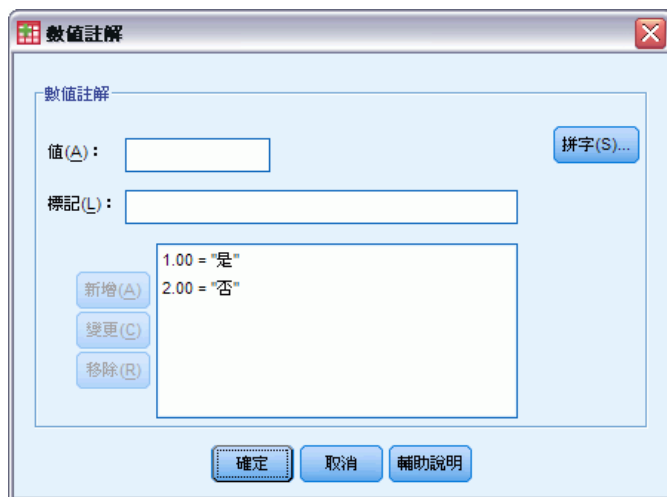 數值註解
數值註解
值(A)：
拼字(S)...
標記(L)：
1.00 = "是"
2.00 = "否"
新增(A)
變更(C)
移除(R)
確定
取消
輔助說明